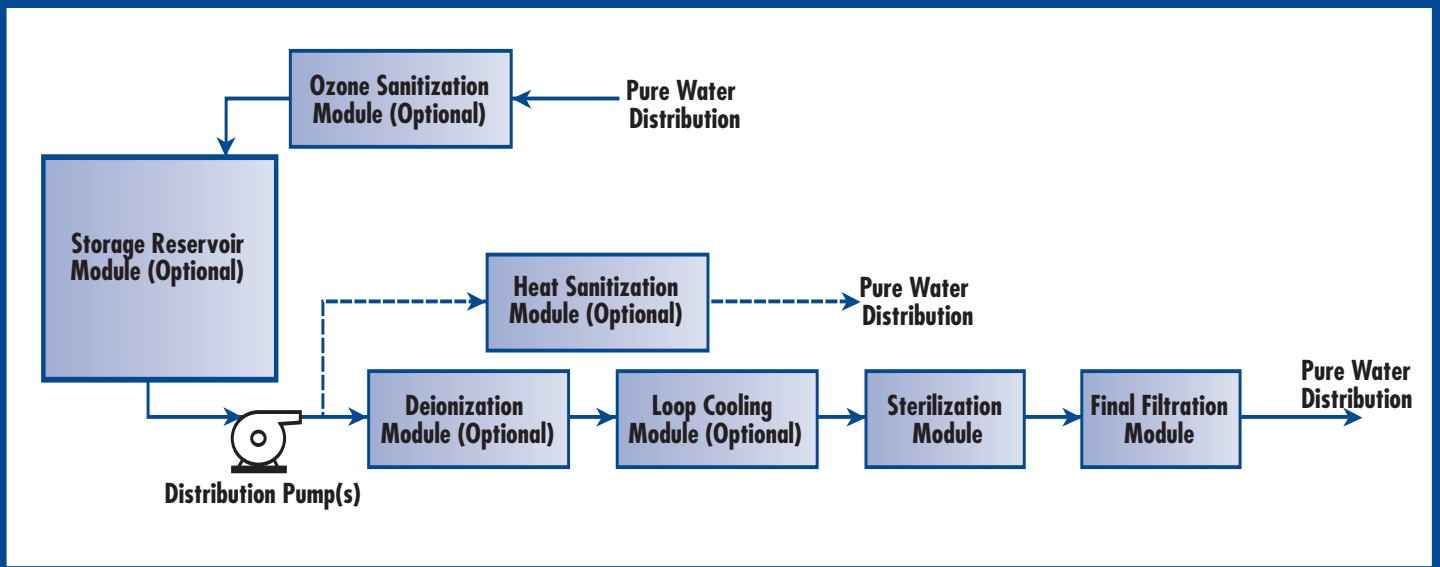 Ozone Sanitization
Module (Optional)
Pure Water
Distribution
Storage Reservoir
Module (Optional)
Heat Sanitization
Module (Optional)
Pure Water
Distribution
Deionization
Module (Optional)
Loop Cooling
Module (Optional)
Sterilization
Module
Final Filtration
Module
Pure Water
Distribution
Distribution Pump(s)